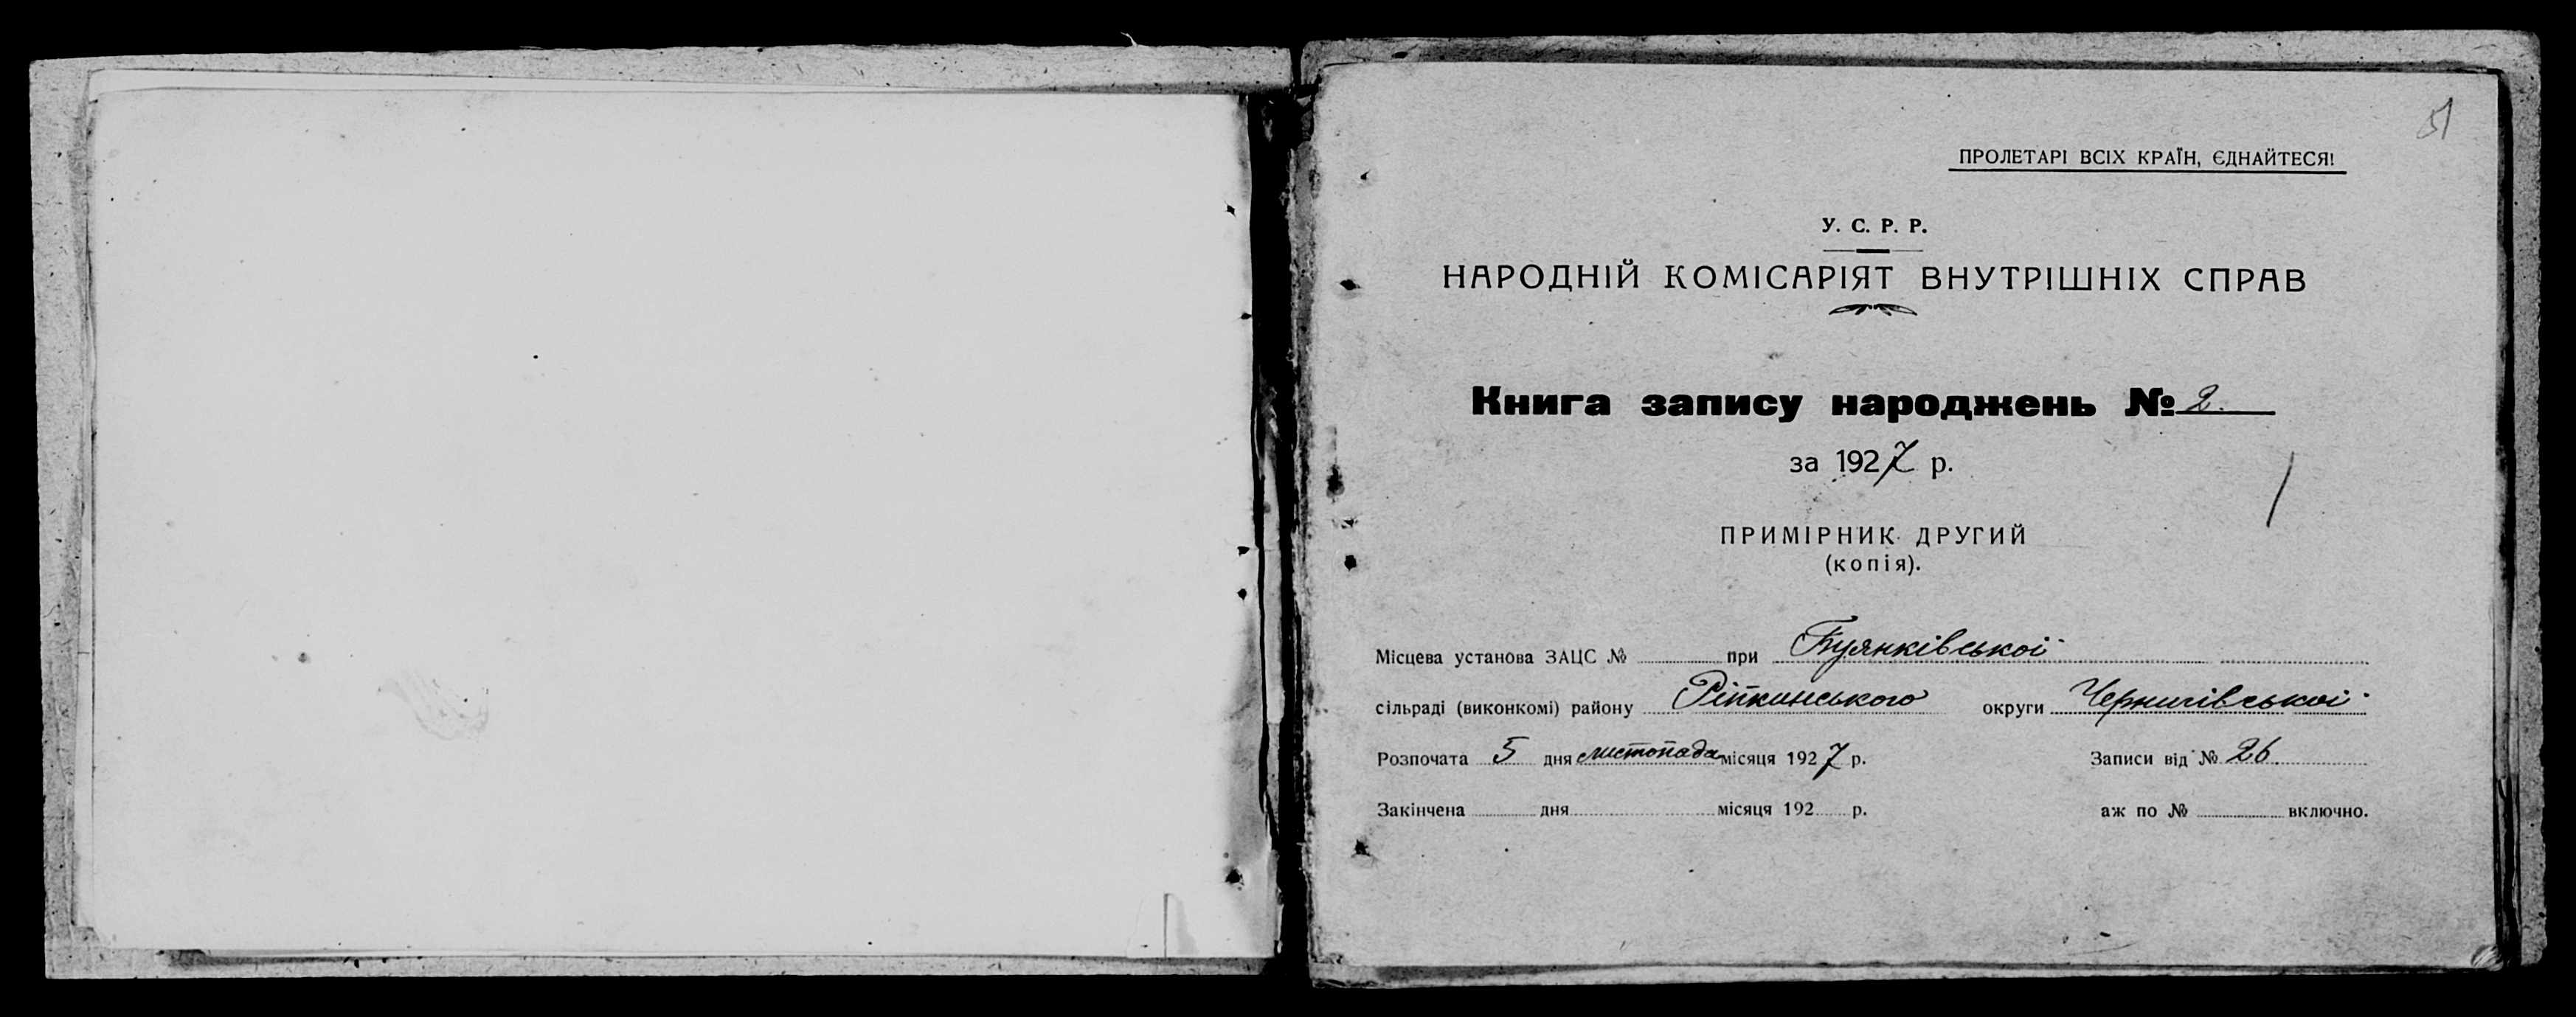 51
ПРОЛЕТАРІ ВСІХ КРАЇН, ЄДНАЙТЕСЯ!
У. С. Р. Р.
НАРОДНІЙ КОМІСАРІЯТ ВНУТРІШНІХ СПРАВ
Книга запису народжень № 2.
за 1927 р.
ПРИМІРНИК ДРУГИЙ
(копія).
Місцева установа ЗАЦС № при Буянківської
сільраді (виконкомі) району Ріпкинського округи Чернигівської
Розпочата 5 дня листопада місяця 1927 р. Записи від № 26.
Закінчена дня місяця 192 р. аж по № включно.